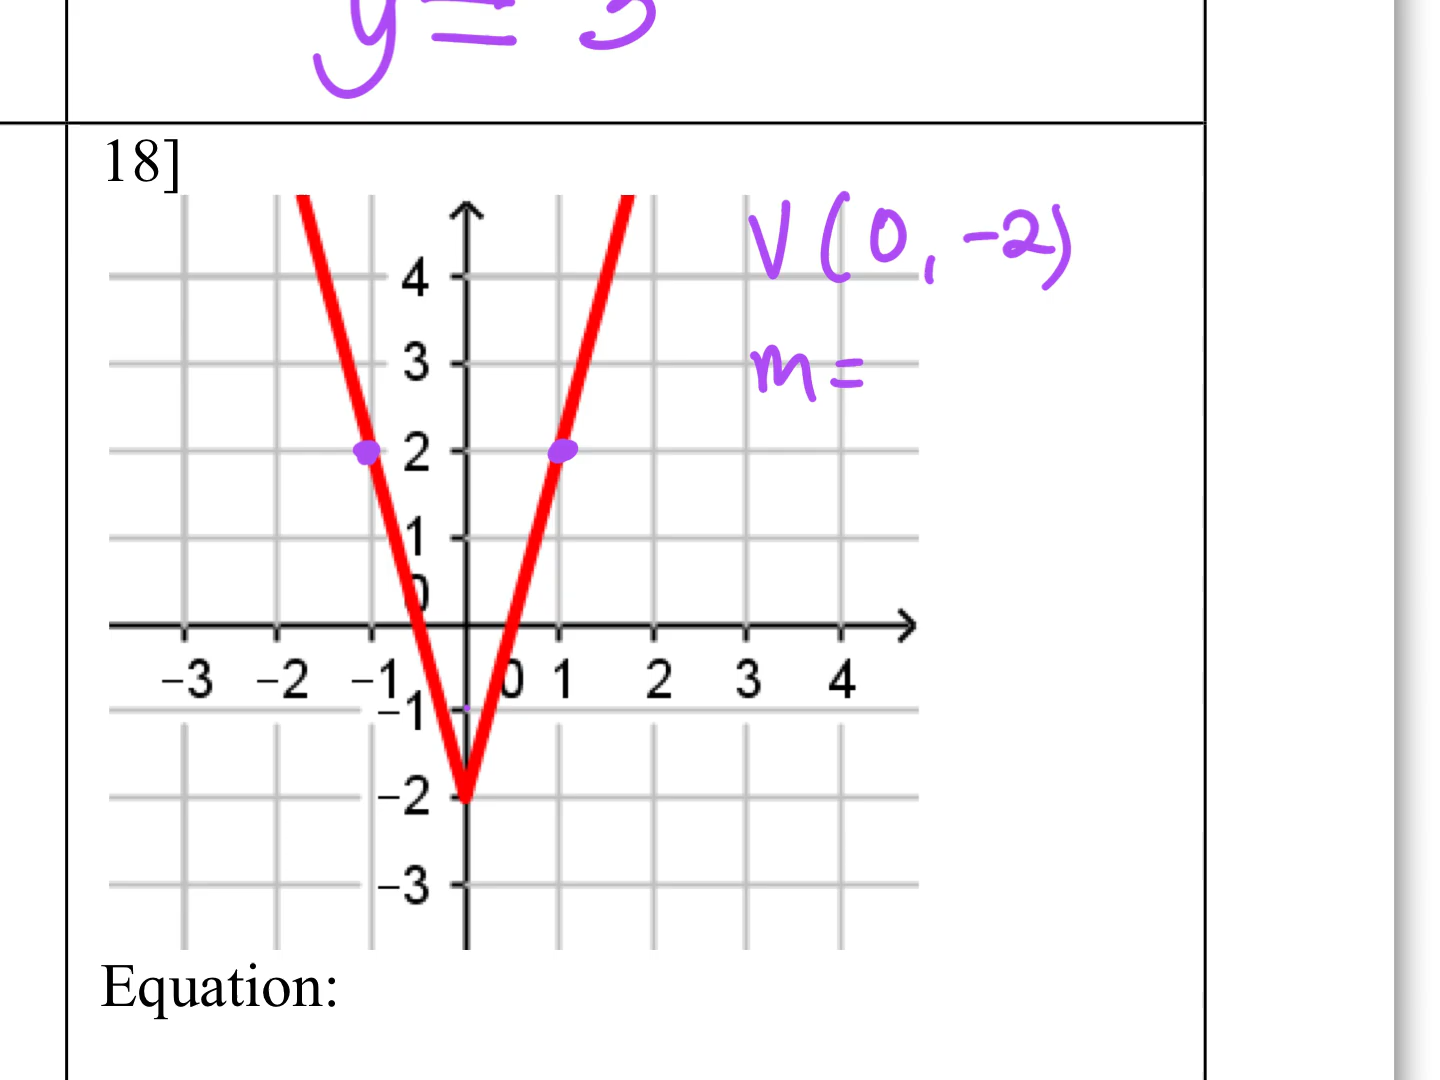 y = 3
18]
V(0, -2)
m =
4
3
2
1
0
−3 −2 −1 0 1 2 3 4
−1
−2
−3
Equation: